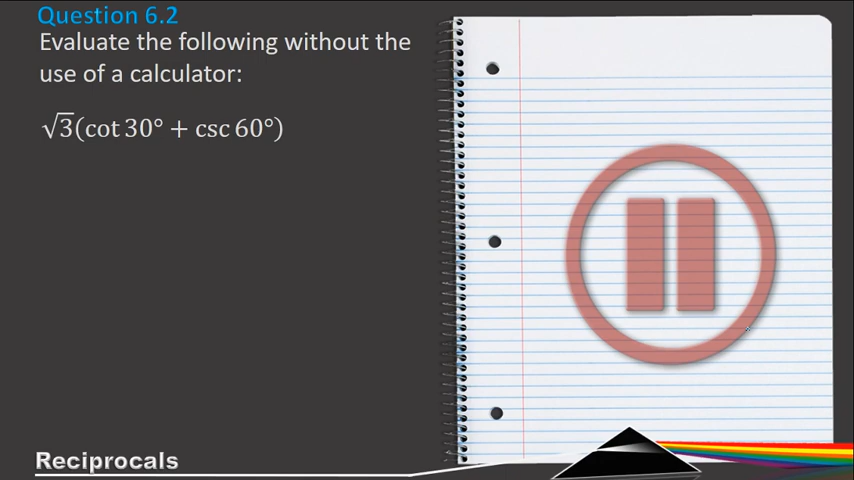 Question 6.2
Evaluate the following without the
use of a calculator:
√3(cot 30° + csc 60°)
Reciprocals